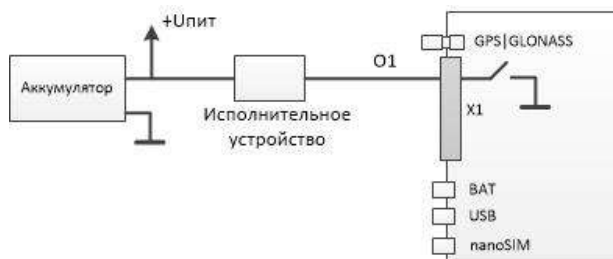 +Uпит
GPS|GLONASS
Аккумулятор
O1
X1
Исполнительное
устройство
BAT
USB
nanoSIM